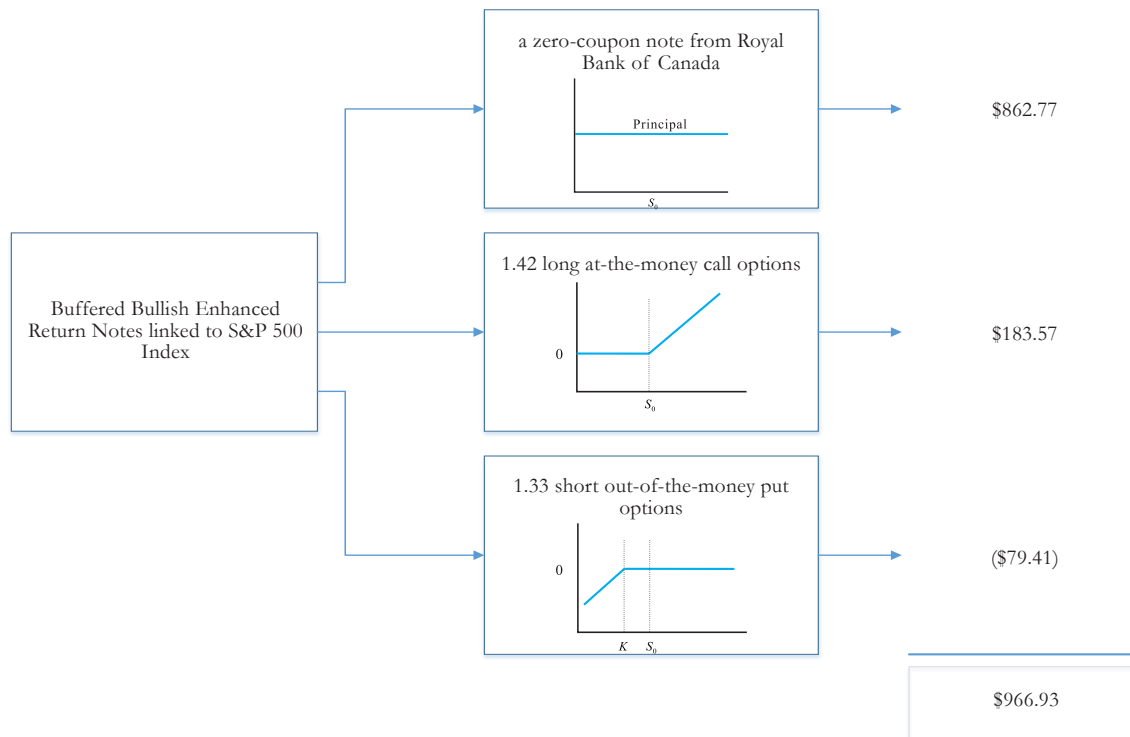 a zero-coupon note from Royal
Bank of Canada
Principal
S₀
$862.77
Buffered Bullish Enhanced
Return Notes linked to S&P 500
Index
1.42 long at-the-money call options
0
S₀
$183.57
1.33 short out-of-the-money put
options
0
K S₀
($79.41)
$966.93